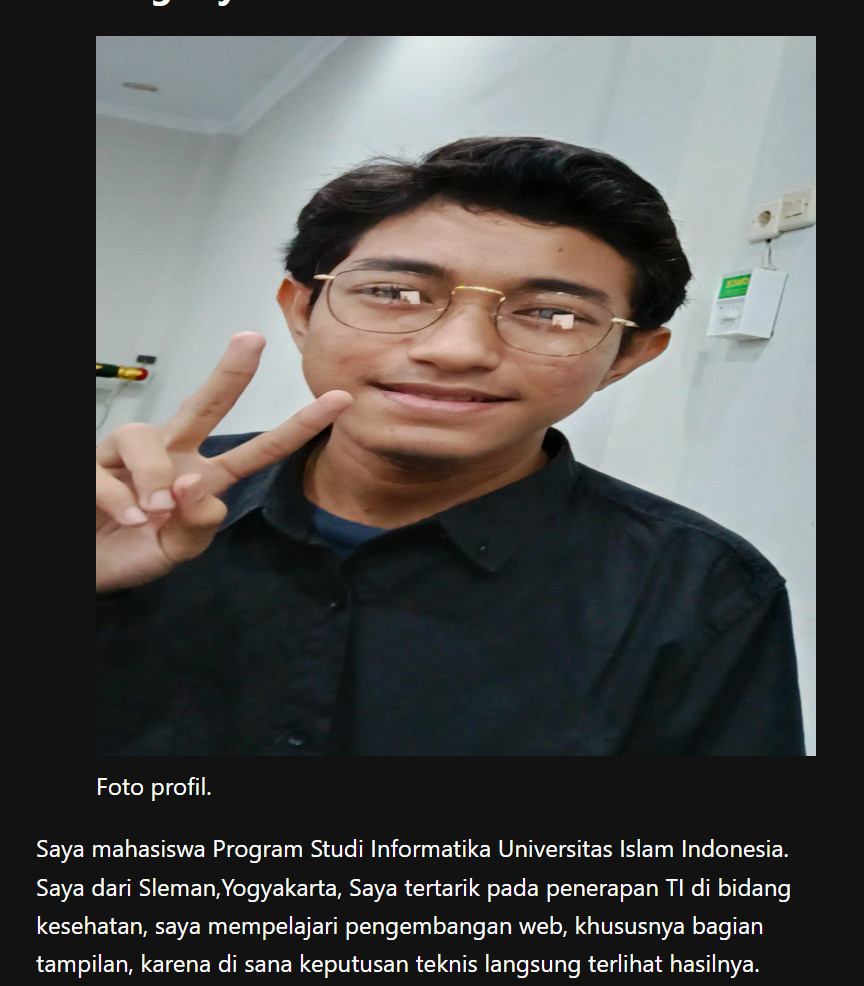 Foto profil.
Saya mahasiswa Program Studi Informatika Universitas Islam Indonesia.
Saya dari Sleman,Yogyakarta, Saya tertarik pada penerapan TI di bidang
kesehatan, saya mempelajari pengembangan web, khususnya bagian
tampilan, karena di sana keputusan teknis langsung terlihat hasilnya.